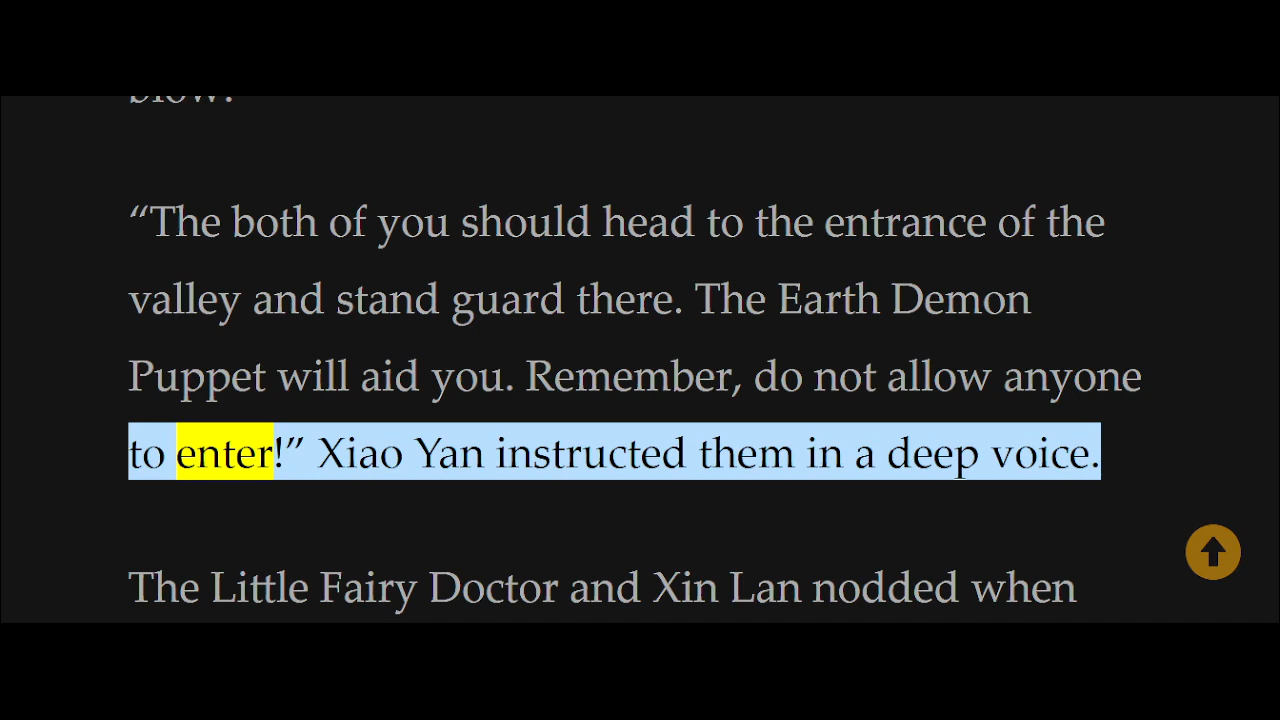 blow.
“The both of you should head to the entrance of the
valley and stand guard there. The Earth Demon
Puppet will aid you. Remember, do not allow anyone
to enter!” Xiao Yan instructed them in a deep voice.
The Little Fairy Doctor and Xin Lan nodded when